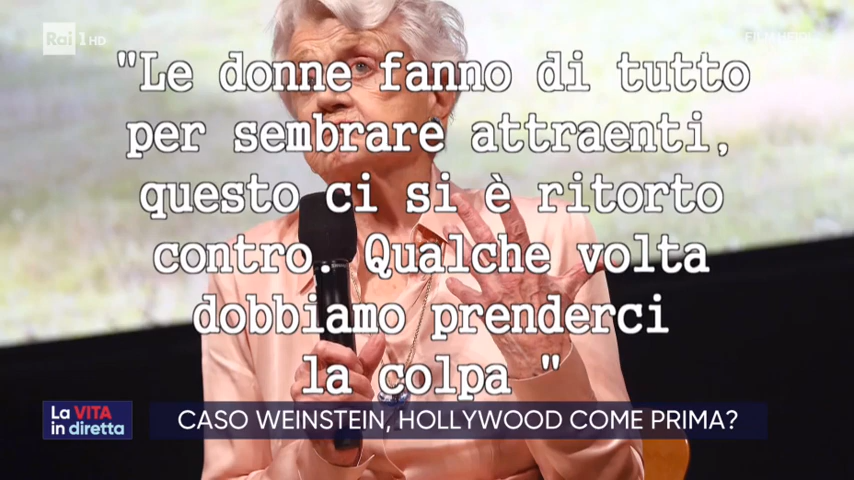 Rai 1 HD
"Le donne fanno di tutto
per sembrare attraenti,
questo ci si è ritorto
contro. Qualche volta
dobbiamo prenderci
la colpa "
La VITA
in diretta
CASO WEINSTEIN, HOLLYWOOD COME PRIMA?